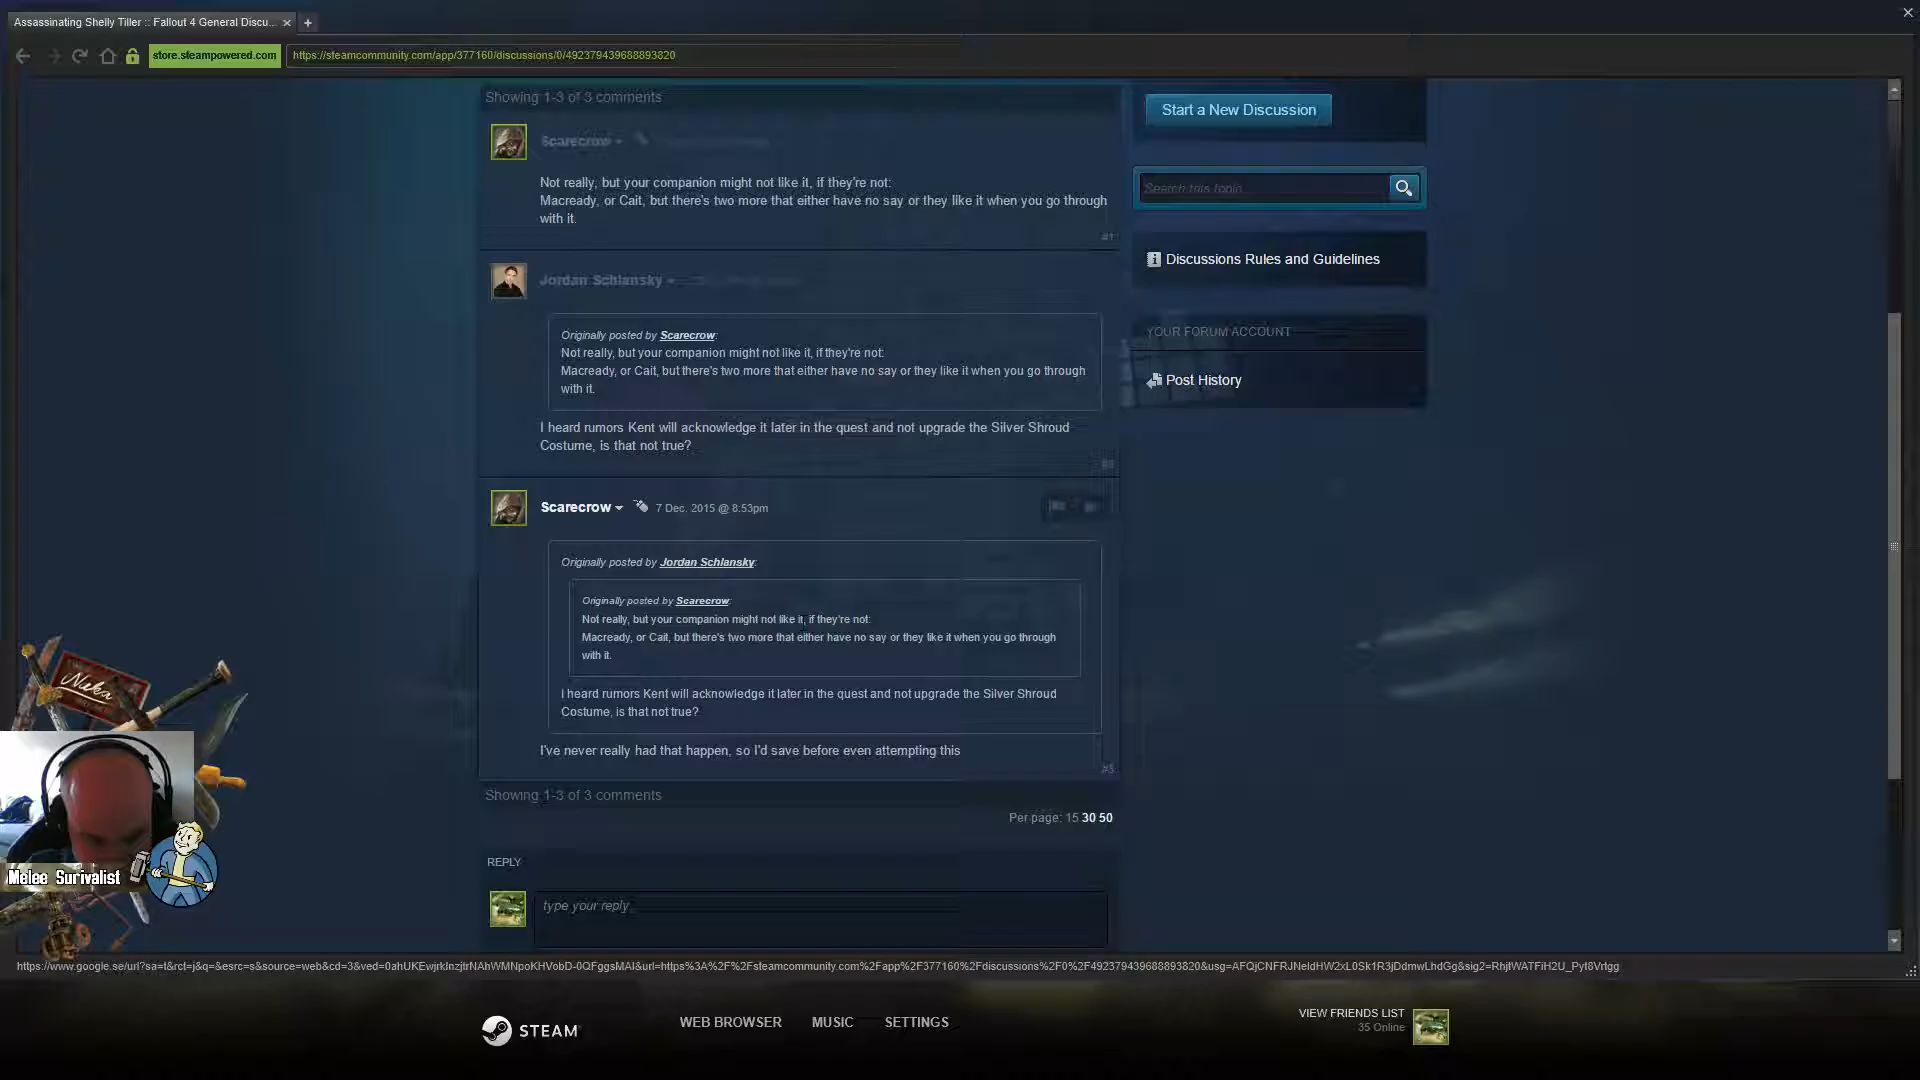 Assassinating Shelly Tiller :: Fallout 4 General Discu...
store.steampowered.com
https://steamcommunity.com/app/377160/discussions/0/492379439688893820
Showing 1-3 of 3 comments
Scarecrow
Not really, but your companion might not like it, if they're not:
Macready, or Cait, but there's two more that either have no say or they like it when you go through
with it.
#1
Jordan Schlansky
Originally posted by Scarecrow:
Not really, but your companion might not like it, if they're not:
Macready, or Cait, but there's two more that either have no say or they like it when you go through
with it.
I heard rumors Kent will acknowledge it later in the quest and not upgrade the Silver Shroud
Costume, is that not true?
Scarecrow
7 Dec. 2015 @ 8:53pm
Originally posted by Jordan Schlansky:
Originally posted by Scarecrow:
Not really, but your companion might not like it, if they're not:
Macready, or Cait, but there's two more that either have no say or they like it when you go through
with it.
I heard rumors Kent will acknowledge it later in the quest and not upgrade the Silver Shroud
Costume, is that not true?
I've never really had that happen, so I'd save before even attempting this
Showing 1-3 of 3 comments
Per page: 15 30 50
REPLY
type your reply
Start a New Discussion
Search this topic
Discussions Rules and Guidelines
YOUR FORUM ACCOUNT
Post History
Nuka
Melee Surivalist
STEAM
WEB BROWSER
MUSIC
SETTINGS
VIEW FRIENDS LIST
35 Online